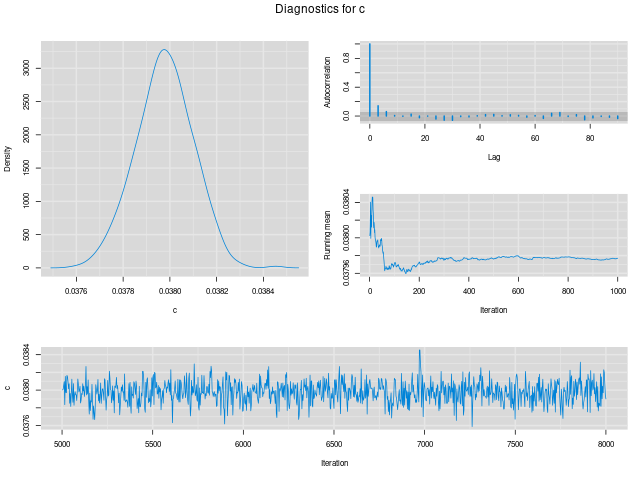 Diagnostics for c
Density
0 500 1000 1500 2000 2500 3000
0.0376 0.0378 0.0380 0.0382 0.0384
c
Autocorrelation
0.0 0.4 0.8
0 20 40 60 80
Lag
Running mean
0.03796 0.03800 0.03804
0 200 400 600 800 1000
Iteration
c
0.0376 0.0380 0.0384
5000 5500 6000 6500 7000 7500 8000
Iteration